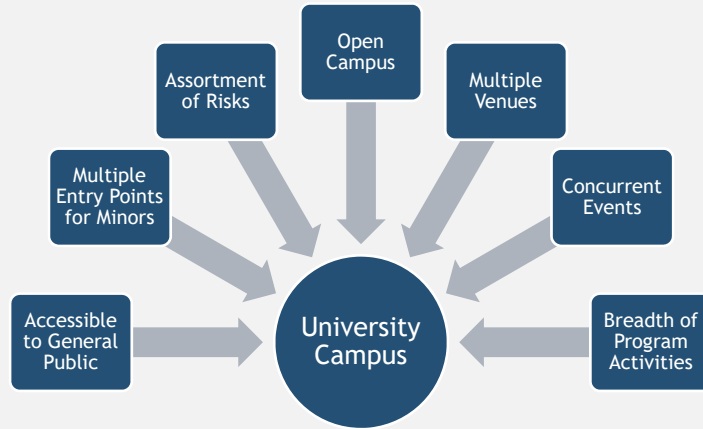 Open
Campus
Assortment
of Risks
Multiple
Venues
Multiple
Entry Points
for Minors
Concurrent
Events
Accessible
to General
Public
University
Campus
Breadth of
Program
Activities